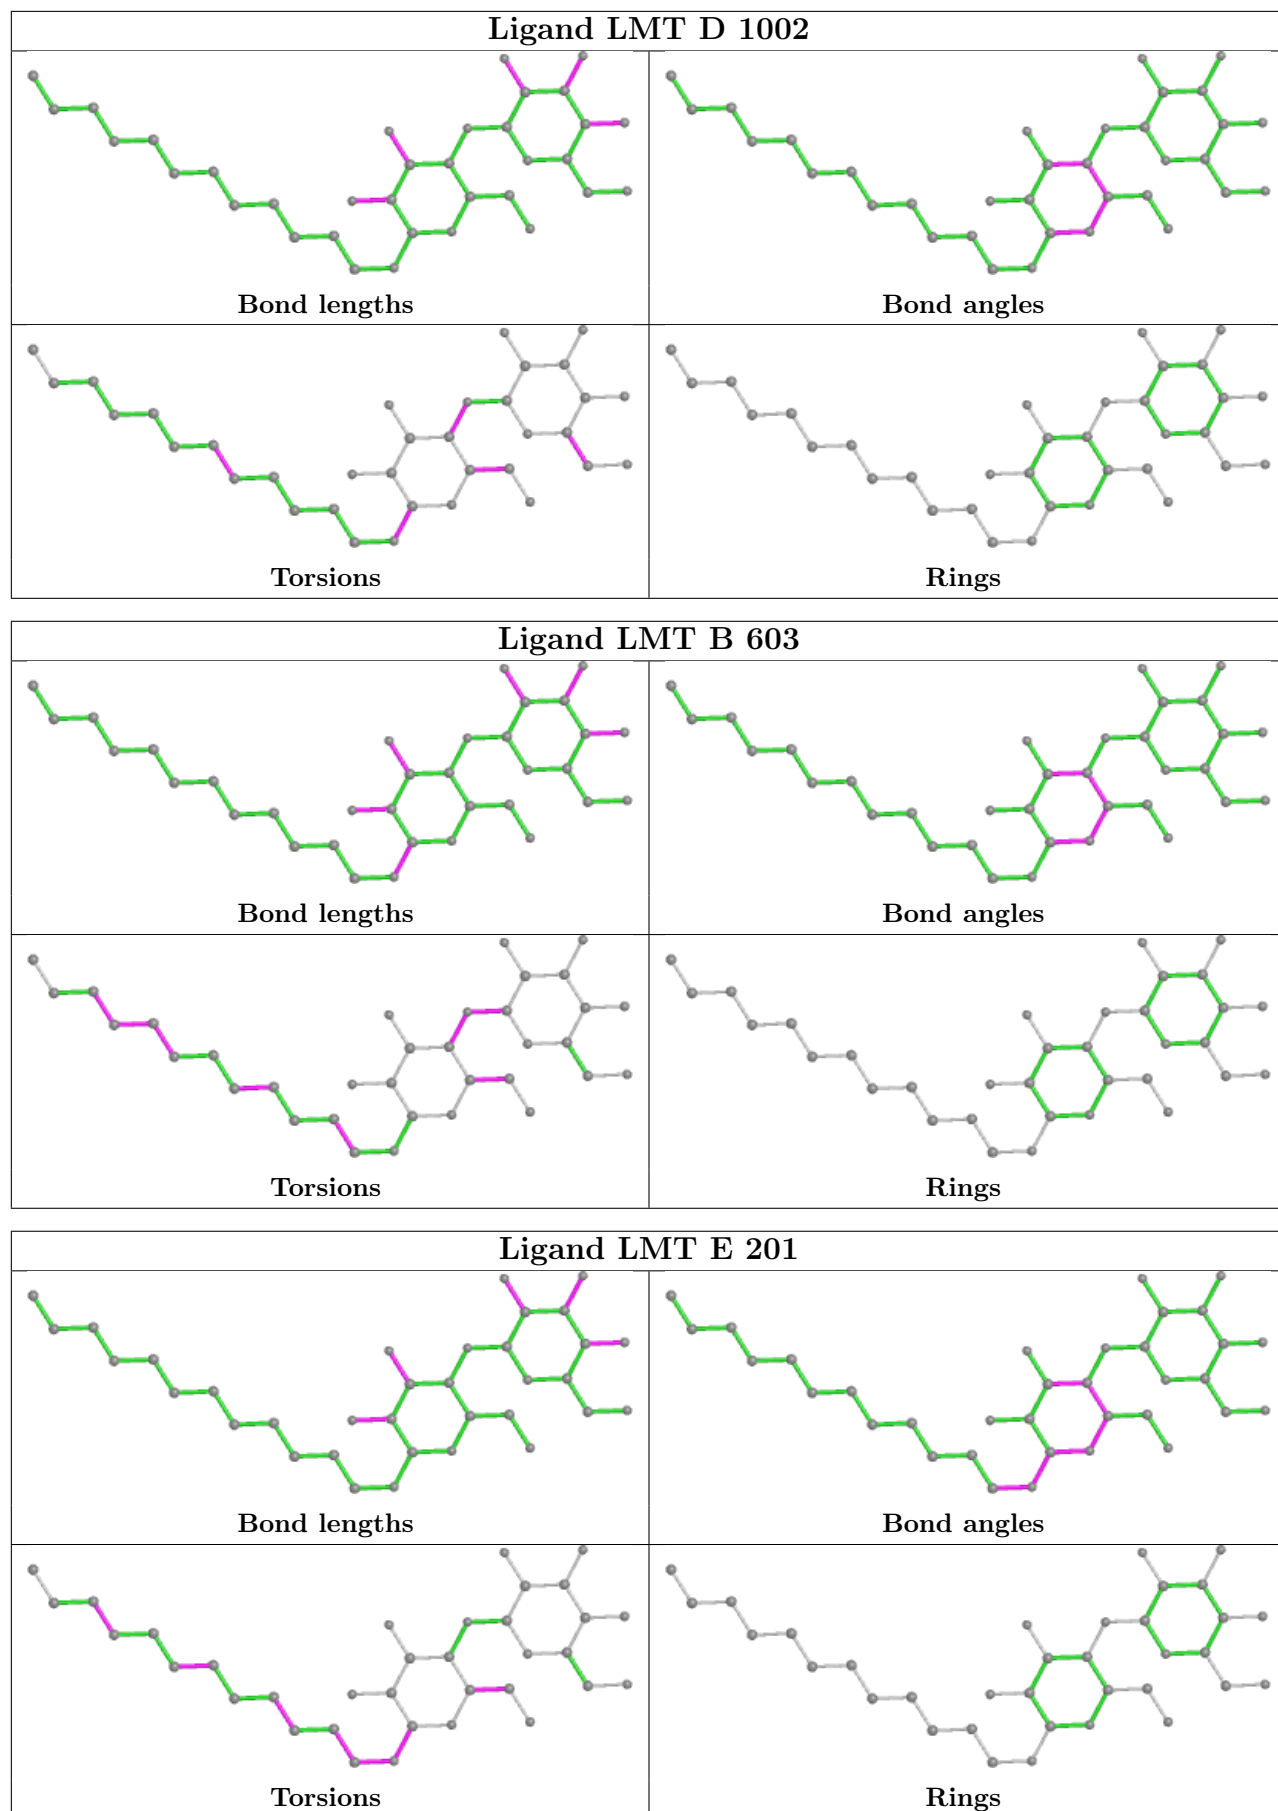 Ligand LMT D 1002
Bond lengths
Bond angles
Torsions
Rings
Ligand LMT B 603
Bond lengths
Bond angles
Torsions
Rings
Ligand LMT E 201
Bond lengths
Bond angles
Torsions
Rings